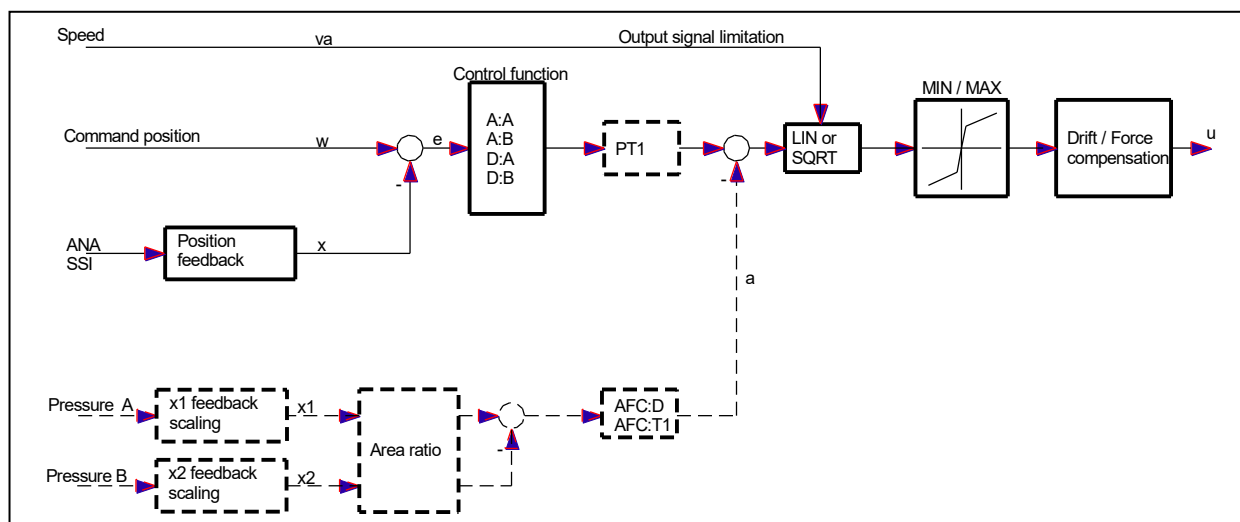 Speed
va
Output signal limitation
Control function
MIN / MAX
A:A
A:B
D:A
D:B
Command position
w
e
PT1
LIN or
SQRT
Drift / Force
compensation
u
-
-
ANA
SSI
Position
feedback
x
a
Pressure A
x1 feedback
scaling
x1
Area ratio
AFC:D
AFC:T1
-
Pressure B
x2 feedback
scaling
x2